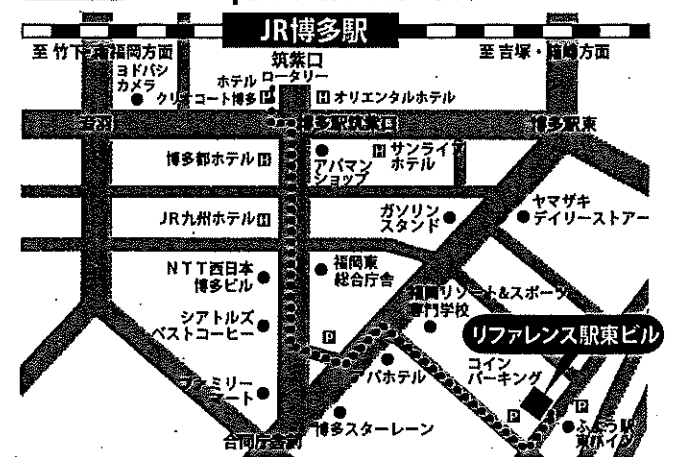 JR博多駅
至 竹下・南福岡方面
至 吉塚・箱崎方面
筑紫口
ロータリー
ヨドバシ
カメラ
ホテル
クリオコート博多
P
H オリエンタルホテル
博多駅筑紫口
博多駅東
博多都ホテル H
アパマン
ショップ
H サンライフ
ホテル
JR九州ホテル H
ガソリン
スタンド
ヤマザキ
デイリーストアー
NTT西日本
博多ビル
福岡東
総合庁舎
福岡リゾート&スポーツ
専門学校
シアトルズ
ベストコーヒー
P
リファレンス駅東ビル
コイン
パーキング
パホテル
ファミリー
マート
P
P
博多スターレーン
合同庁舎前